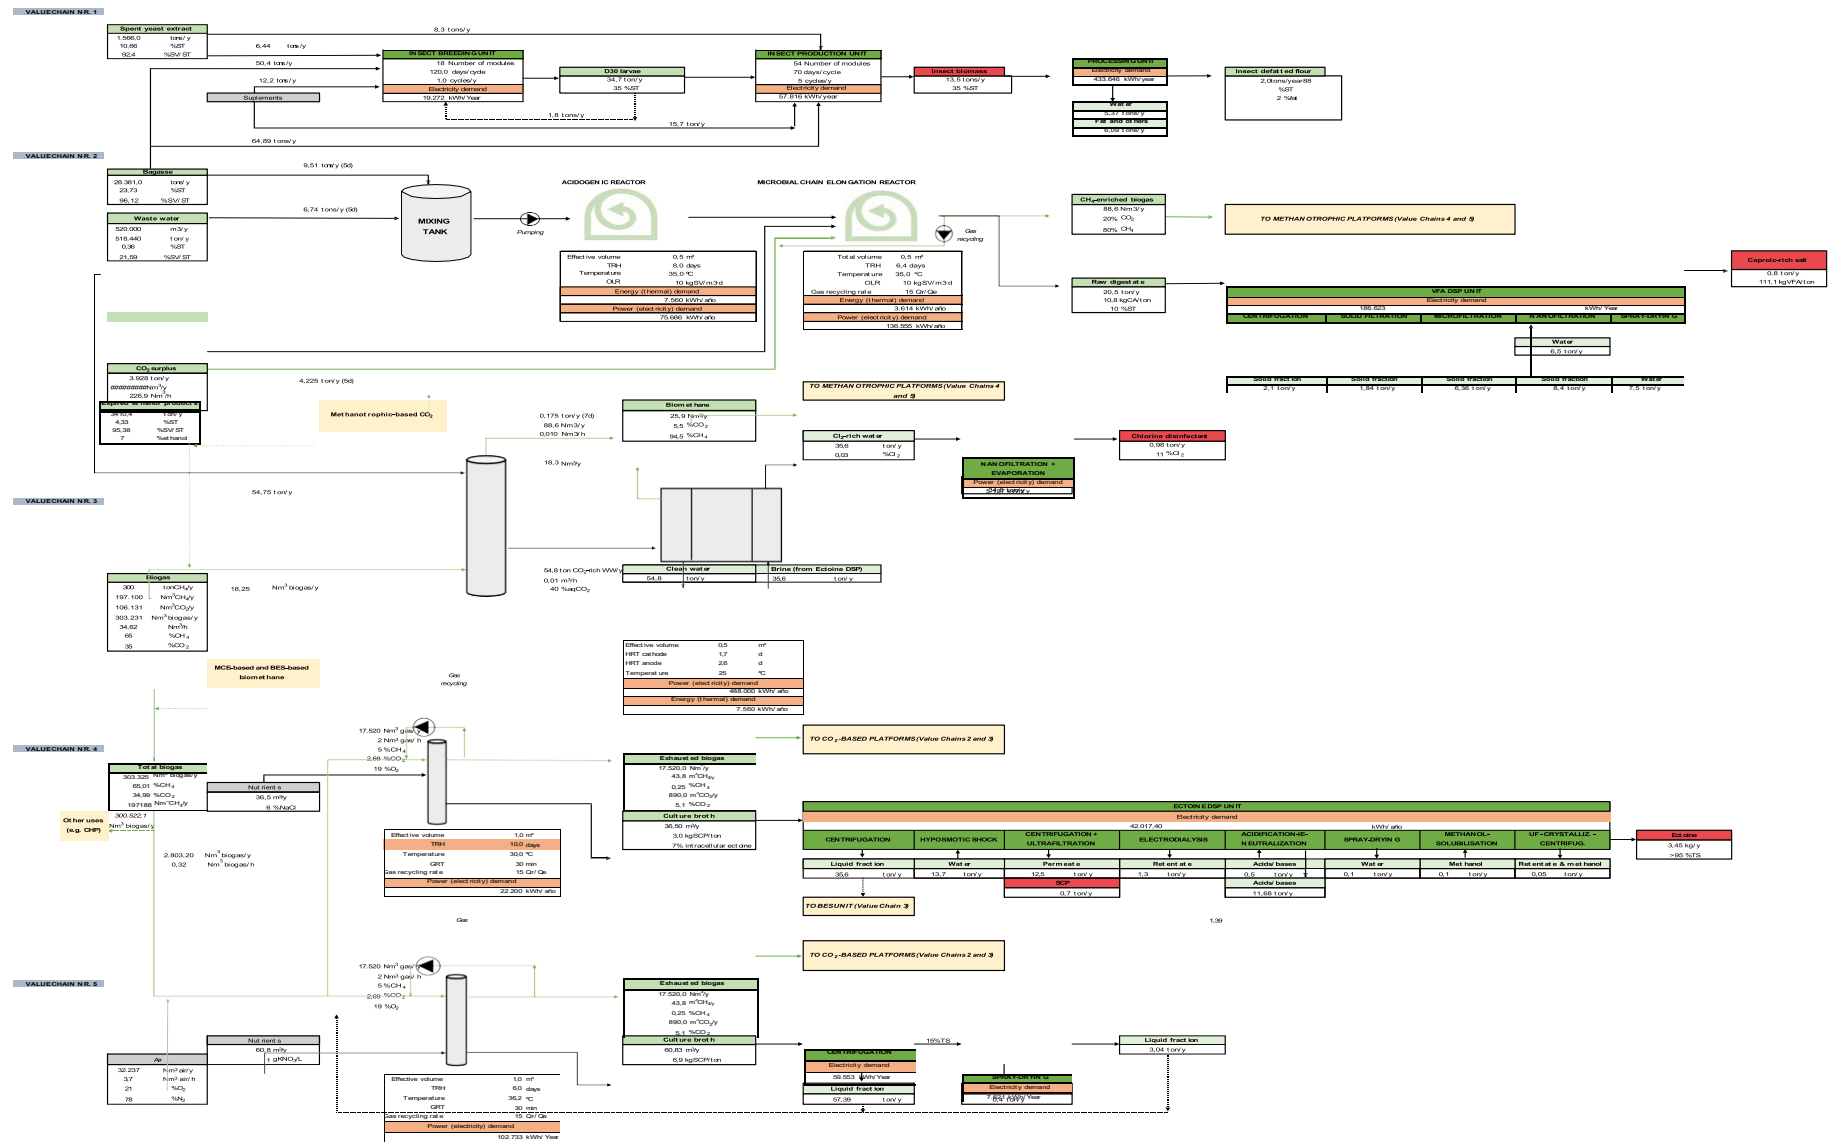 VALUECHAIN NR. 1
Spent yeast extract
1.566,0 tons/y
10,66 %ST
92,4 %SV/ST
8,3 tons/y
6,44 tons/y
50,4 tons/y
12,2 tons/y
Suplements
INSECT BREEDING UNIT
18 Number of modules
120,0 days/cycle
1,0 cycles/y
Electricity demand
19.272 kWh/Year
D30 larvae
34,7 ton/y
35 %ST
1,8 tons/y
15,7 ton/y
64,89 ton/y
INSECT PRODUCTION UNIT
54 Number of modules
70 days/cycle
5 cycles/y
Electricity demand
57.816 kWh/year
Insect biomass
13,5 tons/y
35 %ST
PROCESSING UNIT
Electricity demand
433.646 kWh/year
Water
5,37 tons/y
Fat and others
6,09 tons/y
Insect defatted flour
2,0tons/year88
%ST
2 %fat
VALUECHAIN NR. 2
Bagasse
28.381,0 tons/y
23,73 %ST
96,12 %SV/ST
9,51 ton/y (5d)
Waste water
520.000 m3/y
518.440 ton/y
0,36 %ST
21,59 %SV/ST
6,74 tons/y (5d)
MIXING
TANK
Pumping
ACIDOGENIC REACTOR
Effective volume 0,5 m³
TRH 8,0 days
Temperature 35,0 ºC
OLR 10 kgSV/m3·d
Energy (thermal) demand
7.560 kWh/año
Power (electricity) demand
75.686 kWh/año
MICROBIAL CHAIN ELONGATION REACTOR
Total volume 0,5 m³
TRH 6,4 days
Temperature 35,0 ºC
OLR 10 kgSV/m3·d
Gas recycling rate 15 Qr/Qe
Energy (thermal) demand
3.614 kWh/año
Power (electricity) demand
136.555 kWh/año
Gas
recycling
CH₄-enriched biogas
88,6 Nm3/y
20% CO₂
80% CH₄
TO METHANOTROPHIC PLATFORMS (Value Chains 4 and 5)
Raw digestate
20,5 ton/y
10,8 kgCA/ton
10 %ST
VFA DSP UNIT
Electricity demand
186.623 kWh/Year
CENTRIFUGATION SOLID FILTRATION MICROFILTRATION NANOFILTRATION SPRAY-DRYING
Water
6,5 ton/y
Solid fraction Solid fraction Solid fraction Solid fraction Water
2,1 ton/y 1,84 ton/y 6,36 ton/y 8,4 ton/y 7,5 ton/y
Caproic-rich salt
0,8 ton/y
111,1 kgVFA/ton
CO₂ surplus
3.928 ton/y
#########Nm³/y
226,9 Nm³/h
Expired ethanol products
3410,4 ton/y
4,33 %ST
95,38 %SV/ST
7 %ethanol
4,225 ton/y (5d)
Methanotrophic-based CO₂
0,175 ton/y (7d)
88,6 Nm3/y
0,010 Nm3/h
Biomethane
25,9 Nm³/y
5,5 %CO₂
94,5 %CH₄
TO METHANOTROPHIC PLATFORMS (Value Chains 4
and 5)
18,3 Nm³/y
Cl₂-rich water
35,6 ton/y
0,03 %Cl₂
NANOFILTRATION +
EVAPORATION
Power (electricity) demand
Chlorine disinfectant
0,98 ton/y
11 %Cl₂
54,75 ton/y
VALUECHAIN NR. 3
Biogas
300 tonCH₄/y
197.100 Nm³CH₄/y
106.131 Nm³CO₂/y
303.231 Nm³biogas/y
34,62 Nm³/h
65 %CH₄
35 %CO₂
18,25 Nm³ biogas/y
54,8 ton CO₂-rich WW/y
0,01 m³/h
40 %aqCO₂
Clean water
54,8 ton/y
Brine (from Ectoine DSP)
35,6 ton/y
MCE-based and BES-based
biomethane
Effective volume 0,5 m³
HRT cathode 1,7 d
HRT anode 2,6 d
Temperature 25 ºC
Power (electricity) demand
488.000 kWh/año
Energy (thermal) demand
7.560 kWh/año
Gas
recycling
VALUECHAIN NR. 4
17.520 Nm³ gas/y
2 Nm³ gas/h
5 %CH₄
2,69 %CO₂
19 %O₂
Total biogas
303.325 Nm³ biogas/y
65,01 %CH₄
34,99 %CO₂
197188 Nm³CH₄/y
Nutrients
36,5 m³/y
6 %NaCl
Other uses
(e.g. CHP)
300.522,1
Nm³ biogas/y
2.803,20 Nm³ biogas/y
0,32 Nm³ biogas/h
Effective volume 1,0 m³
TRH 10,0 days
Temperature 30,0 ºC
GRT 30 min
Gas recycling rate 15 Qr/Qe
Power (electricity) demand
22.200 kWh/año
TO CO₂-BASED PLATFORMS (Value Chains 2 and 3)
Exhausted biogas
17.520,0 Nm³/y
43,8 m³CH₄/y
0,25 %CH₄
890,0 m³CO₂/y
5,1 %CO₂
Culture broth
36,50 m³/y
3,0 kgSCP/ton
7% intracellular ectoine
ECTOINE DSP UNIT
Electricity demand
42.017,40 kWh/año
CENTRIFUGATION HYPOSMOTIC SHOCK CENTRIFUGATION + ULTRAFILTRATION ELECTRODIALYSIS ACIDIFICATION-IE-NEUTRALIZATION SPRAY-DRYING METHANOL-SOLUBILISATION UF-CRYSTALLIZ.-CENTRIFUG.
Liquid fraction Water Permeate Retentate Acids/bases Water Methanol Retentate & methanol
35,6 ton/y 13,7 ton/y 12,5 ton/y 1,3 ton/y 0,5 ton/y 0,1 ton/y 0,1 ton/y 0,05 ton/y
SCP
0,7 ton/y
Acids/bases
11,68 ton/y
Ectoine
3,45 kg/y
>95 %TS
TO BES UNIT (Value Chain 3)
Gas
1,39
TO CO₂-BASED PLATFORMS (Value Chains 2 and 3)
VALUECHAIN NR. 5
17.520 Nm³ gas/y
2 Nm³ gas/h
5 %CH₄
2,69 %CO₂
19 %O₂
Exhausted biogas
17.520,0 Nm³/y
43,8 m³CH₄/y
0,25 %CH₄
890,0 m³CO₂/y
5,1 %CO₂
Culture broth
60,83 m³/y
6,9 kgSCP/ton
Nutrients
60,8 m³/y
1 gKNO₃/L
Air
32.237 Nm³ air/y
3,7 Nm³ air/h
21 %O₂
78 %N₂
CENTRIFUGATION
Electricity demand
59.553 kWh/Year
Liquid fraction
57,39 ton/y
15%TS
SPRAY-DRYING
Electricity demand
Liquid fraction
3,04 ton/y
Effective volume 1,0 m³
TRH 6,0 days
Temperature 36,2 ºC
GRT 30 min
Gas recycling rate 15 Qr/Qe
Power (electricity) demand
102.733 kWh/Year